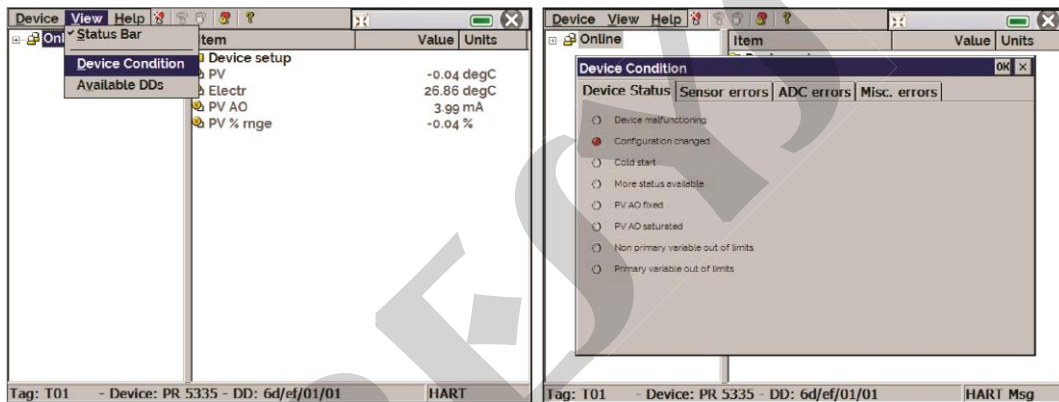 Device View Help
Status Bar
Device Condition
Available DDs
Onl
tem Value Units
Device setup
PV -0.04 degC
Electr 26.86 degC
PV AO 3.99 mA
PV % rnge -0.04 %
Tag: T01 - Device: PR 5335 - DD: 6d/ef/01/01 HART
Device View Help
Online
Item Value Units
Device Condition OK
Device Status Sensor errors ADC errors Misc. errors
Device malfunctioning
Configuration changed
Cold start
More status available
PV AO fixed
PV AO saturated
Non primary variable out of limits
Primary variable out of limits
Tag: T01 - Device: PR 5335 - DD: 6d/ef/01/01 HART Msg